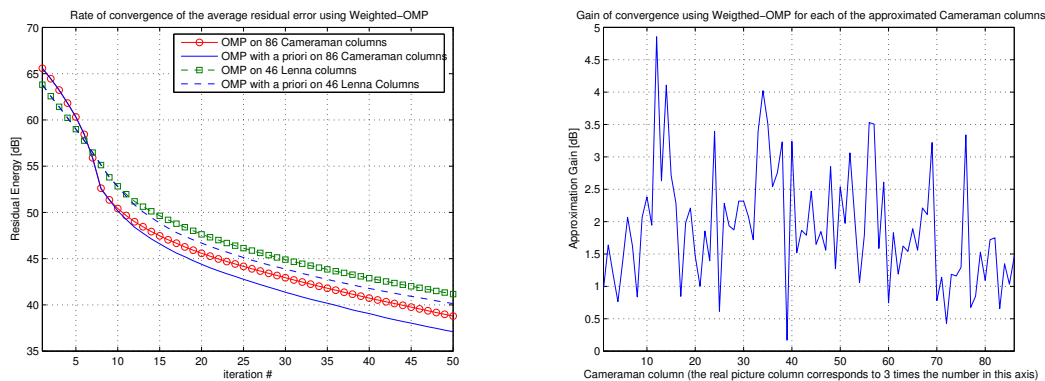 Rate of convergence of the average residual error using Weighted-OMP
70
65
60
55
50
45
40
35
Residual Energy [dB]
OMP on 86 Cameraman columns
OMP with a priori on 86 Cameraman columns
OMP on 46 Lenna columns
OMP with a priori on 46 Lenna Columns
5 10 15 20 25 30 35 40 45 50
iteration #
Gain of convergence using Weigthed-OMP for each of the approximated Cameraman columns
5
4.5
4
3.5
3
2.5
2
1.5
1
0.5
0
Approximation Gain [dB]
10 20 30 40 50 60 70 80
Cameraman column (the real picture column corresponds to 3 times the number in this axis)